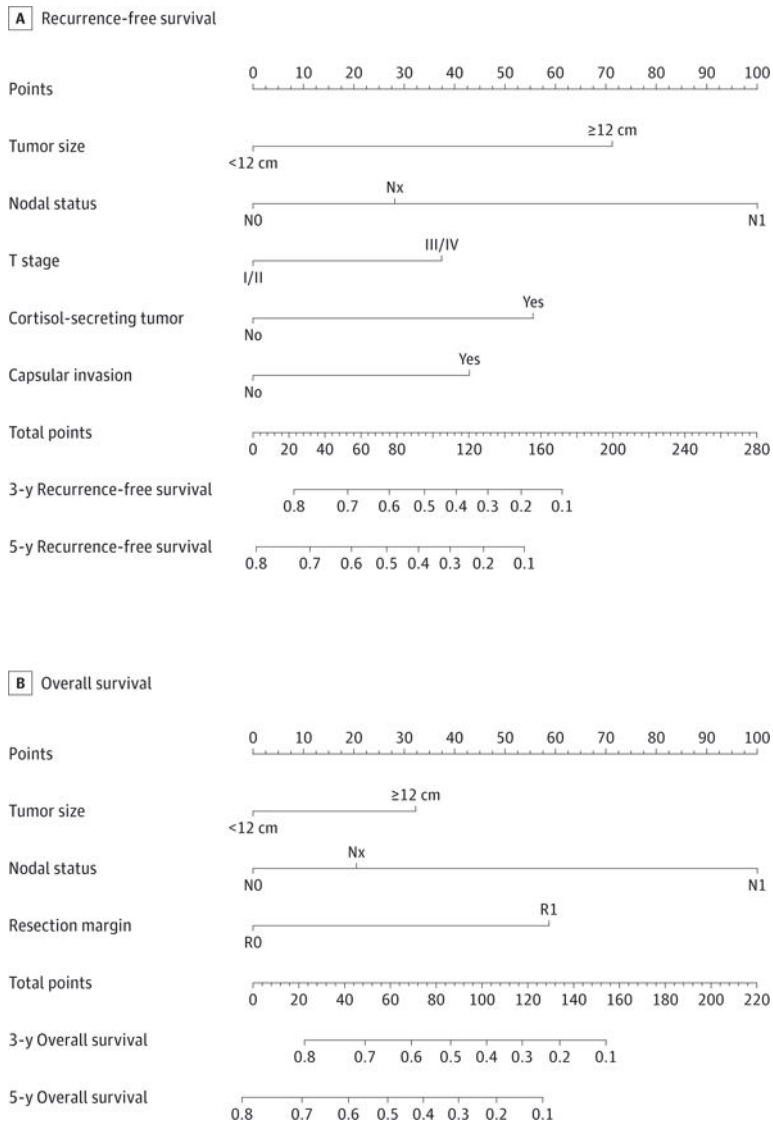 A Recurrence-free survival
0 10 20 30 40 50 60 70 80 90 100
Points
≥12 cm
Tumor size
<12 cm
Nx
Nodal status
N0 N1
III/IV
T stage
I/II
Yes
Cortisol-secreting tumor
No
Yes
Capsular invasion
No
Total points
0 20 40 60 80 100 120 140 160 180 200 220 240 260 280
3-y Recurrence-free survival
0.8 0.7 0.6 0.5 0.4 0.3 0.2 0.1
5-y Recurrence-free survival
0.8 0.7 0.6 0.5 0.4 0.3 0.2 0.1
B Overall survival
0 10 20 30 40 50 60 70 80 90 100
Points
≥12 cm
Tumor size
<12 cm
Nx
Nodal status
N0 N1
R1
Resection margin
R0
Total points
0 20 40 60 80 100 120 140 160 180 200 220
3-y Overall survival
0.8 0.7 0.6 0.5 0.4 0.3 0.2 0.1
5-y Overall survival
0.8 0.7 0.6 0.5 0.4 0.3 0.2 0.1